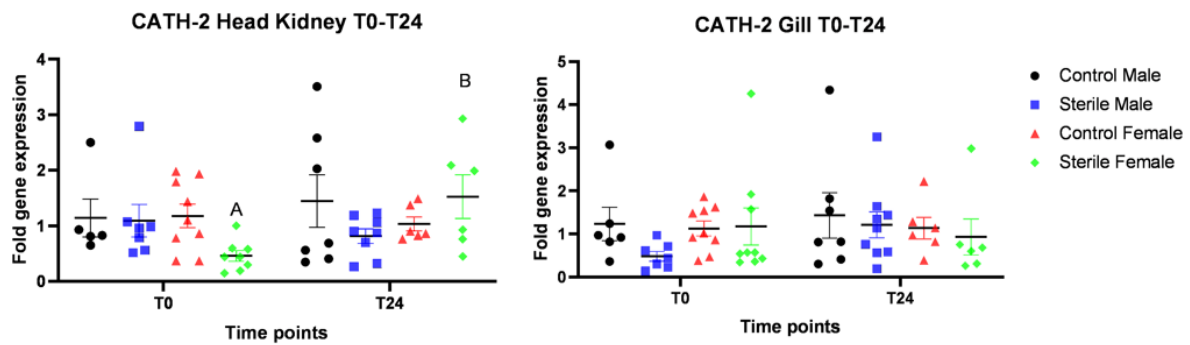 CATH-2 Head Kidney T0-T24
Fold gene expression
4
3
2
1
0
A
B
T0
T24
Time points
CATH-2 Gill T0-T24
Fold gene expression
5
4
3
2
1
0
T0
T24
Time points
Control Male
Sterile Male
Control Female
Sterile Female